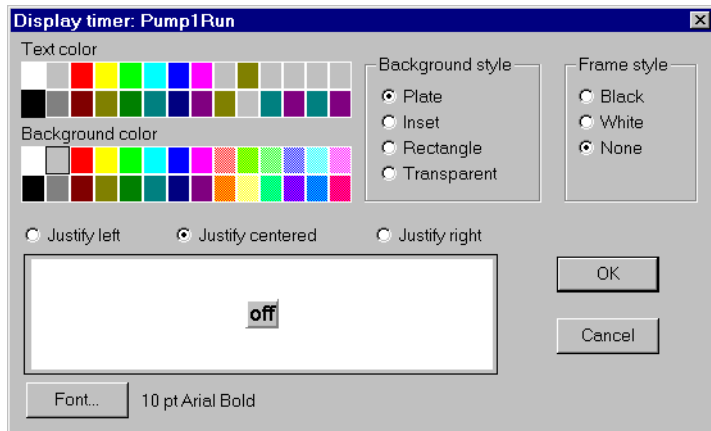 Display timer: Pump1Run
Text color
Background style
Frame style
Plate
Black
Inset
White
Background color
Rectangle
None
Transparent
Justify left
Justify centered
Justify right
OK
off
Cancel
Font...
10 pt Arial Bold